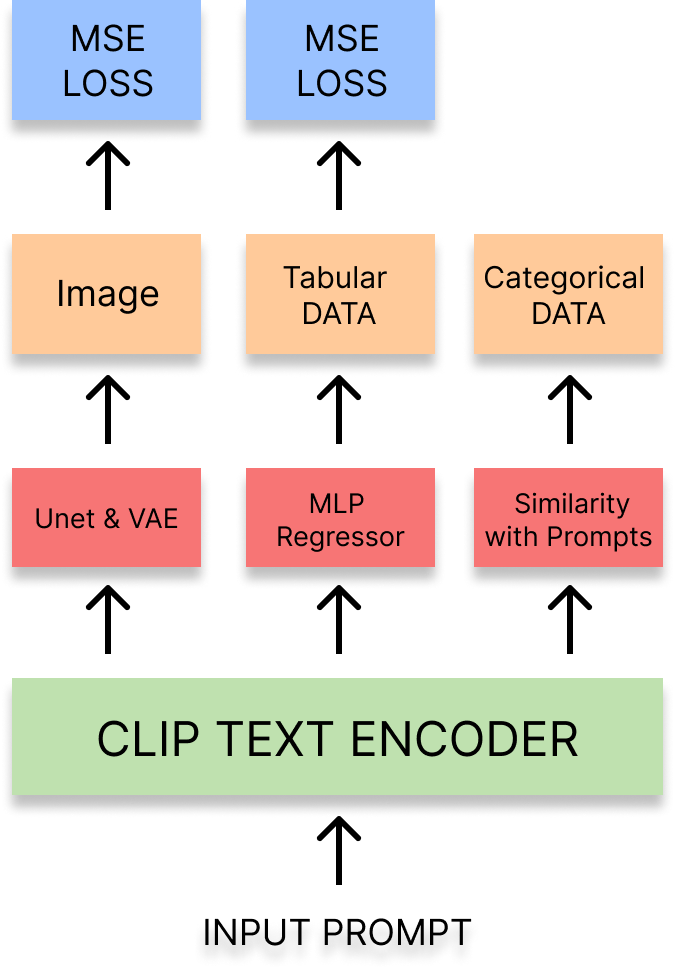 MSE
LOSS
MSE
LOSS
Image
Tabular
DATA
Categorical
DATA
Unet & VAE
MLP
Regressor
Similarity
with Prompts
CLIP TEXT ENCODER
INPUT PROMPT